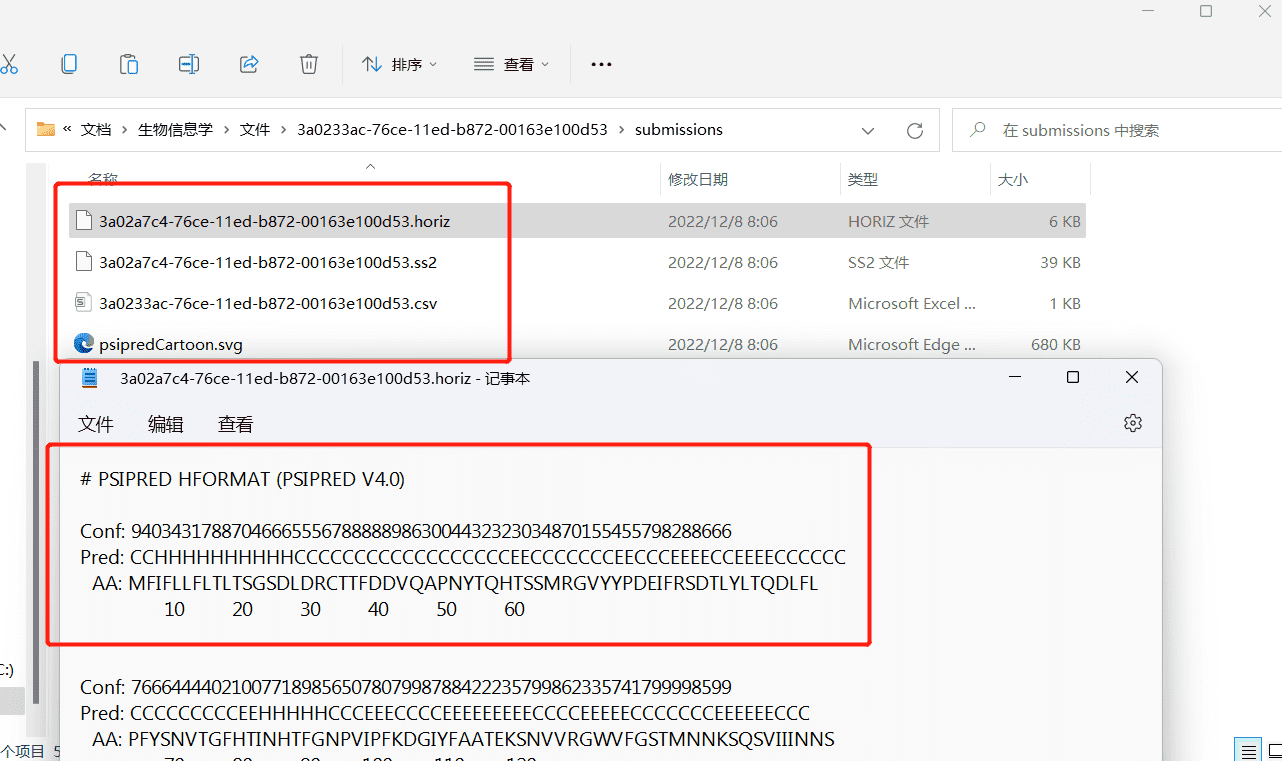 排序
查看
« 文档 › 生物信息学 › 文件 › 3a0233ac-76ce-11ed-b872-00163e100d53 › submissions
在 submissions 中搜索
名称 修改日期 类型 大小
3a02a7c4-76ce-11ed-b872-00163e100d53.horiz 2022/12/8 8:06 HORIZ 文件 6 KB
3a02a7c4-76ce-11ed-b872-00163e100d53.ss2 2022/12/8 8:06 SS2 文件 39 KB
3a0233ac-76ce-11ed-b872-00163e100d53.csv 2022/12/8 8:06 Microsoft Excel ... 1 KB
psipredCartoon.svg 2022/12/8 8:06 Microsoft Edge ... 680 KB
3a02a7c4-76ce-11ed-b872-00163e100d53.horiz - 记事本
文件 编辑 查看
# PSIPRED HFORMAT (PSIPRED V4.0)
Conf: 940343178870466655567888889863004432323034870155455798288666
Pred: CCHHHHHHHHHHHCCCCCCCCCCCCCCCCCCEECCCCCCCEECCCEEEECCEEEECCCCCC
AA: MFIFLLFLTLTSGSDLDRCTTFDDVQAPNYTQHTSSMRGVYYPDEIFRSDTLYLTQDLFL
10 20 30 40 50 60
C:)
Conf: 766644440210077189856507807998788422235799862335741799998599
Pred: CCCCCCCCCEEHHHHHCCCEEECCCCEEEEEEEEECCCCEEEEECCCCCCCEEEEEECCC
AA: PFYSNVTGFHTINHTFGNPVIPFKDGIYFAATEKSNVVRGWVFGSTMNNKSQSVIIINNS
70 80 90 100 110 120
个项目 5